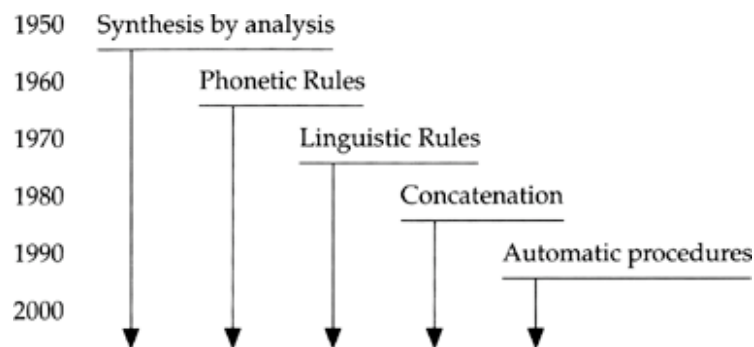 1950 Synthesis by analysis
1960 Phonetic Rules
1970 Linguistic Rules
1980 Concatenation
1990 Automatic procedures
2000